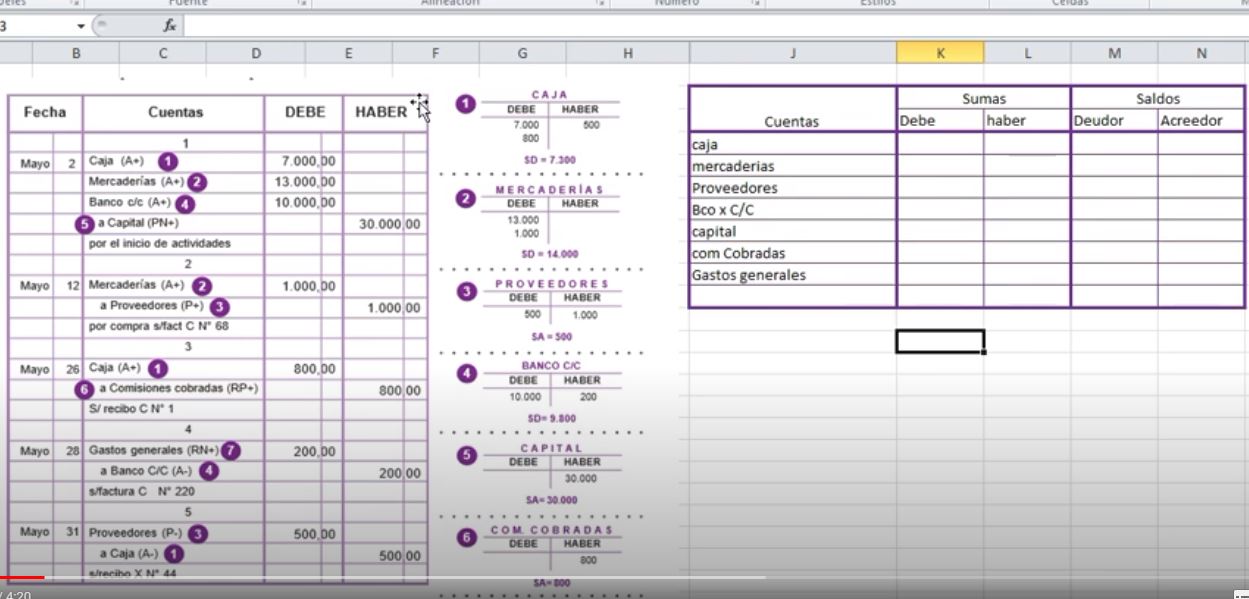 Fuente
Alineación
Número
Estilos
Celdas
3
fx
B C D E F G H J K L M N
Fecha Cuentas DEBE HABER
1
Mayo 2 Caja (A+) 1 7.000,00
Mercaderías (A+) 2 13.000,00
Banco c/c (A+) 4 10.000,00
5 a Capital (PN+) 30.000,00
por el inicio de actividades
2
Mayo 12 Mercaderías (A+) 2 1.000,00
a Proveedores (P+) 3 1.000,00
por compra s/fact C N° 68
3
Mayo 26 Caja (A+) 1 800,00
6 a Comisiones cobradas (RP+) 800,00
S/ recibo C N° 1
4
Mayo 28 Gastos generales (RN+) 7 200,00
a Banco C/C (A-) 4 200,00
s/factura C N° 220
5
Mayo 31 Proveedores (P-) 3 500,00
a Caja (A-) 1 500,00
s/recibo X N° 44
1 CAJA
DEBE HABER
7.000 500
800
SD = 7.300
2 MERCADERÍAS
DEBE HABER
13.000
1.000
SD = 14.000
3 PROVEEDORES
DEBE HABER
500 1.000
SA = 500
4 BANCO C/C
DEBE HABER
10.000 200
SD= 9.800
5 CAPITAL
DEBE HABER
30.000
SA= 30.000
6 COM. COBRADAS
DEBE HABER
800
SA= 800
Sumas Saldos
Cuentas Debe haber Deudor Acreedor
caja
mercaderias
Proveedores
Bco x C/C
capital
com Cobradas
Gastos generales
/ 4:20